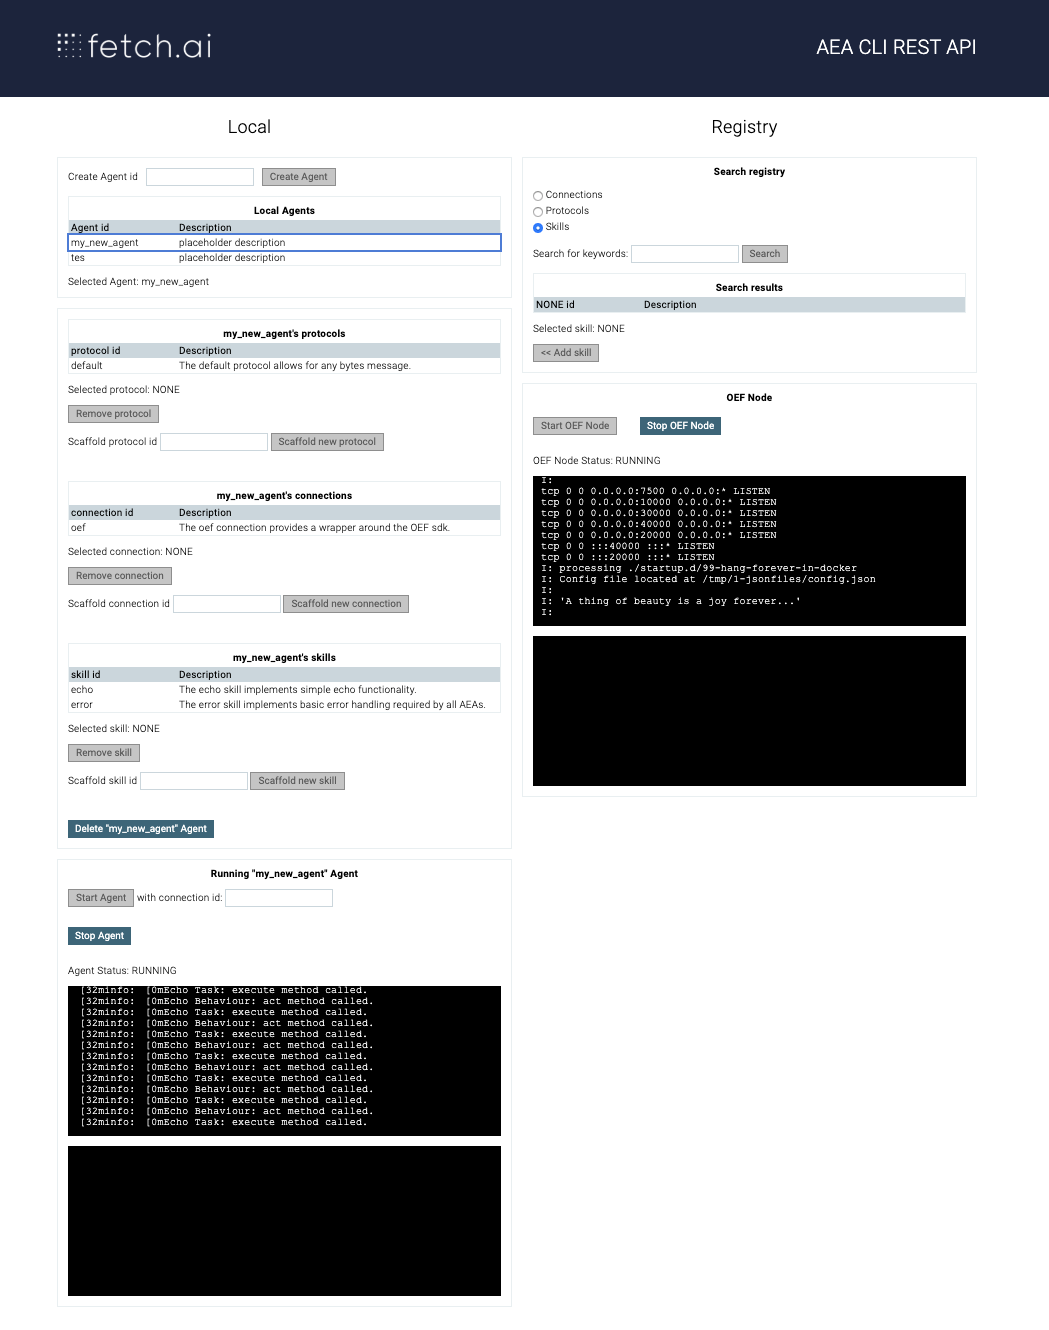 fetch.ai
AEA CLI REST API
Local
Create Agent id Create Agent
Local Agents
Agent id Description
my_new_agent placeholder description
tes placeholder description
Selected Agent: my_new_agent
my_new_agent's protocols
protocol id Description
default The default protocol allows for any bytes message.
Selected protocol: NONE
Remove protocol
Scaffold protocol id Scaffold new protocol
my_new_agent's connections
connection id Description
oef The oef connection provides a wrapper around the OEF sdk.
Selected connection: NONE
Remove connection
Scaffold connection id Scaffold new connection
my_new_agent's skills
skill id Description
echo The echo skill implements simple echo functionality.
error The error skill implements basic error handling required by all AEAs.
Selected skill: NONE
Remove skill
Scaffold skill id Scaffold new skill
Delete "my_new_agent" Agent
Running "my_new_agent" Agent
Start Agent with connection id:
Stop Agent
Agent Status: RUNNING
[32minfo: [0mEcho Task: execute method called.
[32minfo: [0mEcho Behaviour: act method called.
[32minfo: [0mEcho Task: execute method called.
[32minfo: [0mEcho Behaviour: act method called.
[32minfo: [0mEcho Task: execute method called.
[32minfo: [0mEcho Behaviour: act method called.
[32minfo: [0mEcho Task: execute method called.
[32minfo: [0mEcho Behaviour: act method called.
[32minfo: [0mEcho Task: execute method called.
[32minfo: [0mEcho Behaviour: act method called.
[32minfo: [0mEcho Task: execute method called.
[32minfo: [0mEcho Behaviour: act method called.
[32minfo: [0mEcho Task: execute method called.
Registry
Search registry
Connections
Protocols
Skills
Search for keywords: Search
Search results
NONE id Description
Selected skill: NONE
<< Add skill
OEF Node
Start OEF Node Stop OEF Node
OEF Node Status: RUNNING
I:
tcp 0 0 0.0.0.0:7500 0.0.0.0:* LISTEN
tcp 0 0 0.0.0.0:10000 0.0.0.0:* LISTEN
tcp 0 0 0.0.0.0:30000 0.0.0.0:* LISTEN
tcp 0 0 0.0.0.0:40000 0.0.0.0:* LISTEN
tcp 0 0 0.0.0.0:20000 0.0.0.0:* LISTEN
tcp 0 0 :::40000 :::* LISTEN
tcp 0 0 :::20000 :::* LISTEN
I: processing ./startup.d/99-hang-forever-in-docker
I: Config file located at /tmp/1-jsonfiles/config.json
I:
I: 'A thing of beauty is a joy forever...'
I: